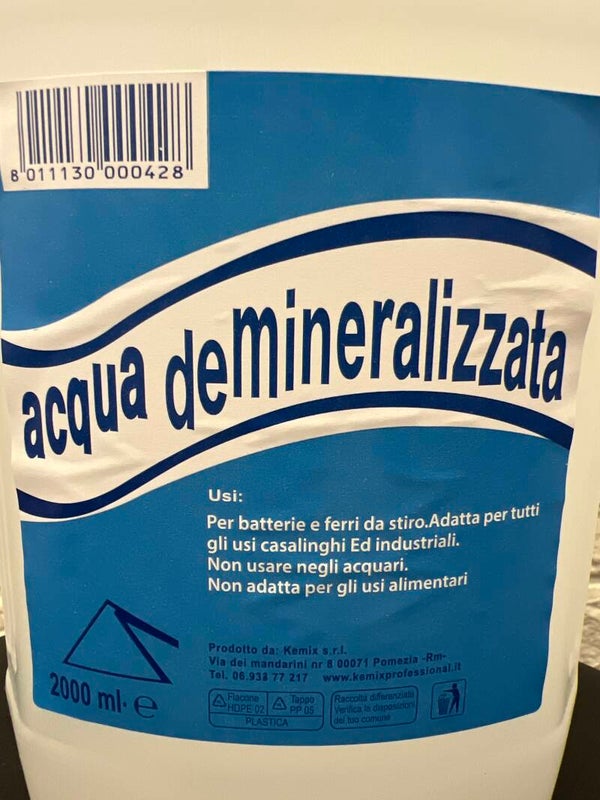 8 011130 000428
acqua demineralizzata
Usi:
Per batterie e ferri da stiro.Adatta per tutti
gli usi casalinghi Ed industriali.
Non usare negli acquari.
Non adatta per gli usi alimentari
Prodotto da: Kemix s.r.l.
Via dei mandarini nr 8 00071 Pomezia -Rm-
Tel. 06.938 77 217 www.kemixprofessional.it
2000 ml. e
Flacone
HDPE 02
Tappo
PP 05
PLASTICA
Raccolta differenziata
Verifica le disposizioni
del tuo comune